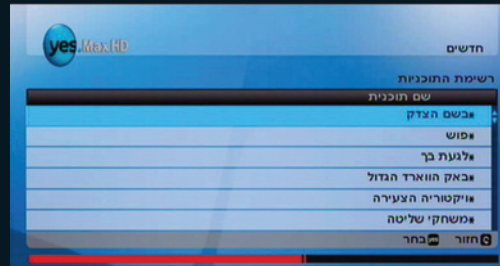 yes.Max HD
חדשים
רשימת התוכניות
שם תוכנית
*בשם הצדק
*פוש
*לגעת בך
*באק הווארד הגדול
*ויקטוריה הצעירה
*משחקי שליטה
C חזור yes בחר